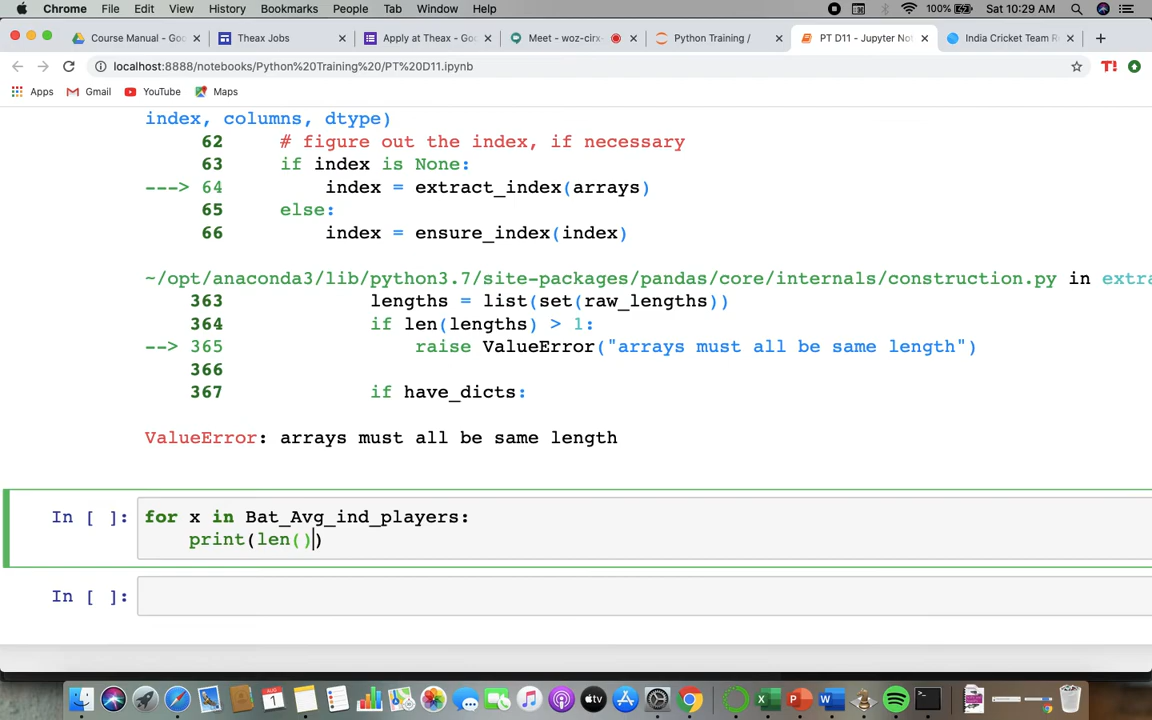 Chrome File Edit View History Bookmarks People Tab Window Help 100% Sat 10:29 AM
Course Manual - Goo Theax Jobs Apply at Theax - Goo Meet - woz-cirx- Python Training / PT D11 - Jupyter Not India Cricket Team R
localhost:8888/notebooks/Python%20Training%20/PT%20D11.ipynb T!
Apps Gmail YouTube Maps
index, columns, dtype)
62 # figure out the index, if necessary
63 if index is None:
---> 64 index = extract_index(arrays)
65 else:
66 index = ensure_index(index)
~/opt/anaconda3/lib/python3.7/site-packages/pandas/core/internals/construction.py in extra
363 lengths = list(set(raw_lengths))
364 if len(lengths) > 1:
--> 365 raise ValueError("arrays must all be same length")
366
367 if have_dicts:
ValueError: arrays must all be same length
In [ ]: for x in Bat_Avg_ind_players:
print(len())
In [ ]: